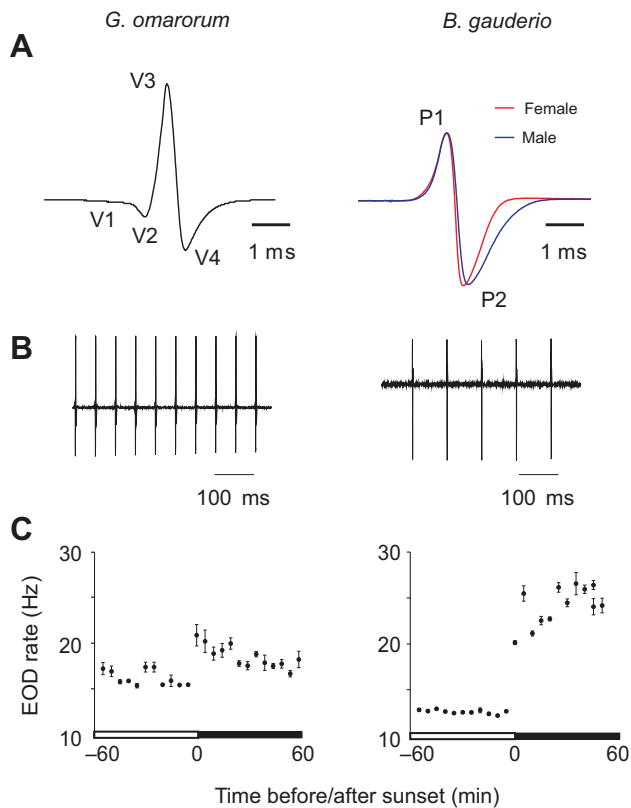 G. omarorum
B. gauderio
A
V3
V1
V2
V4
1 ms
P1
Female
Male
1 ms
P2
B
100 ms
100 ms
C
EOD rate (Hz)
30
20
10
–60
0
60
30
20
10
–60
0
60
Time before/after sunset (min)